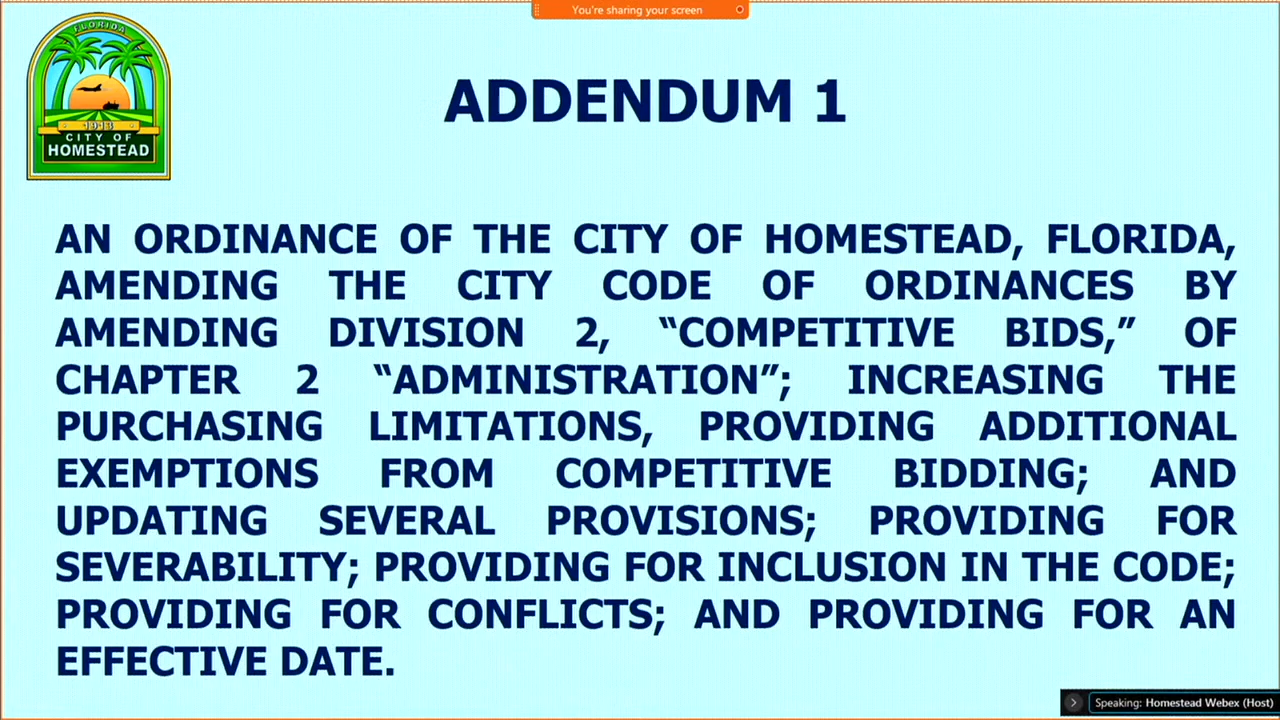 You're sharing your screen
FLORIDA
1913
CITY OF
HOMESTEAD
ADDENDUM 1
AN ORDINANCE OF THE CITY OF HOMESTEAD, FLORIDA,
AMENDING THE CITY CODE OF ORDINANCES BY
AMENDING DIVISION 2, “COMPETITIVE BIDS,” OF
CHAPTER 2 “ADMINISTRATION”; INCREASING THE
PURCHASING LIMITATIONS, PROVIDING ADDITIONAL
EXEMPTIONS FROM COMPETITIVE BIDDING; AND
UPDATING SEVERAL PROVISIONS; PROVIDING FOR
SEVERABILITY; PROVIDING FOR INCLUSION IN THE CODE;
PROVIDING FOR CONFLICTS; AND PROVIDING FOR AN
EFFECTIVE DATE.
Speaking: Homestead Webex (Host)